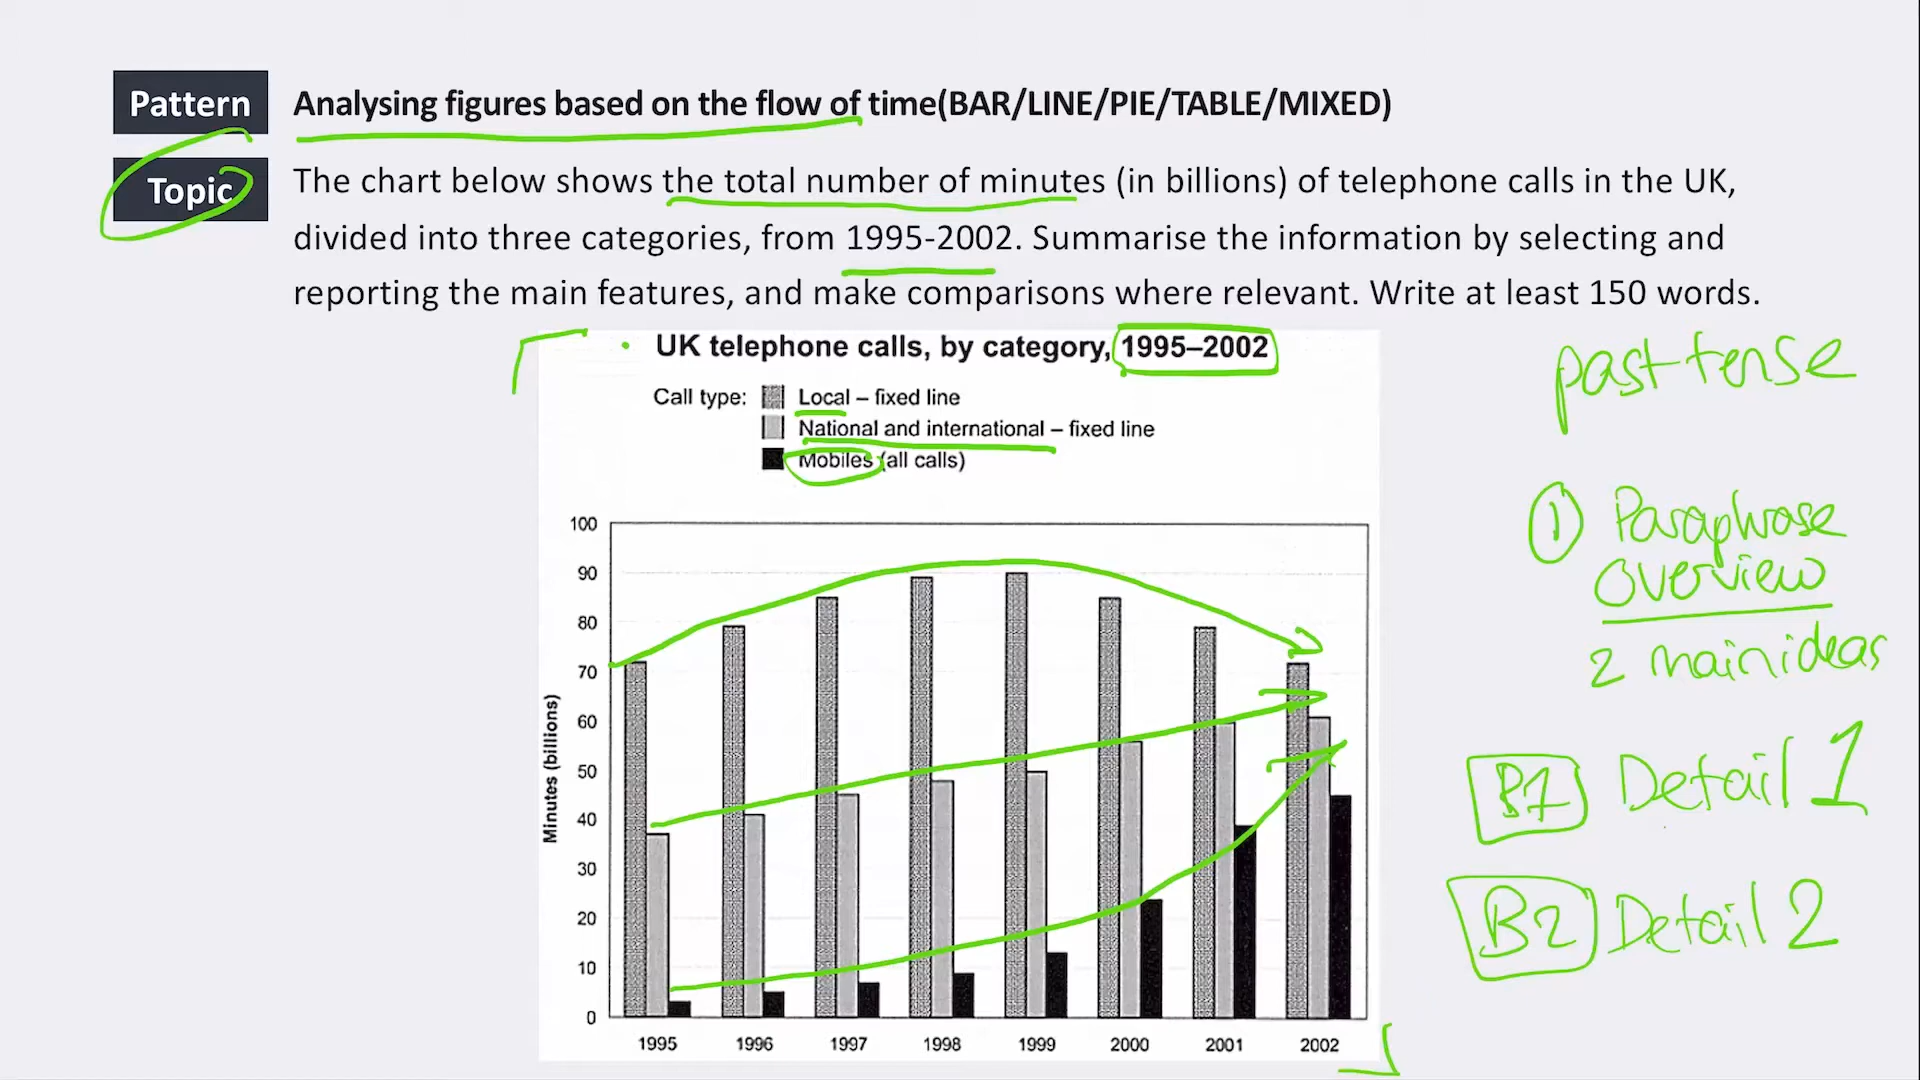 Pattern
Analysing figures based on the flow of time(BAR/LINE/PIE/TABLE/MIXED)
Topic
The chart below shows the total number of minutes (in billions) of telephone calls in the UK,
divided into three categories, from 1995-2002. Summarise the information by selecting and
reporting the main features, and make comparisons where relevant. Write at least 150 words.
• UK telephone calls, by category, 1995–2002
Call type: Local – fixed line
National and international – fixed line
Mobiles (all calls)
past tense
① Paraphrase
overview
2 main ideas
B1 Detail 1
B2 Detail 2
Minutes (billions)
100
90
80
70
60
50
40
30
20
10
0
1995 1996 1997 1998 1999 2000 2001 2002